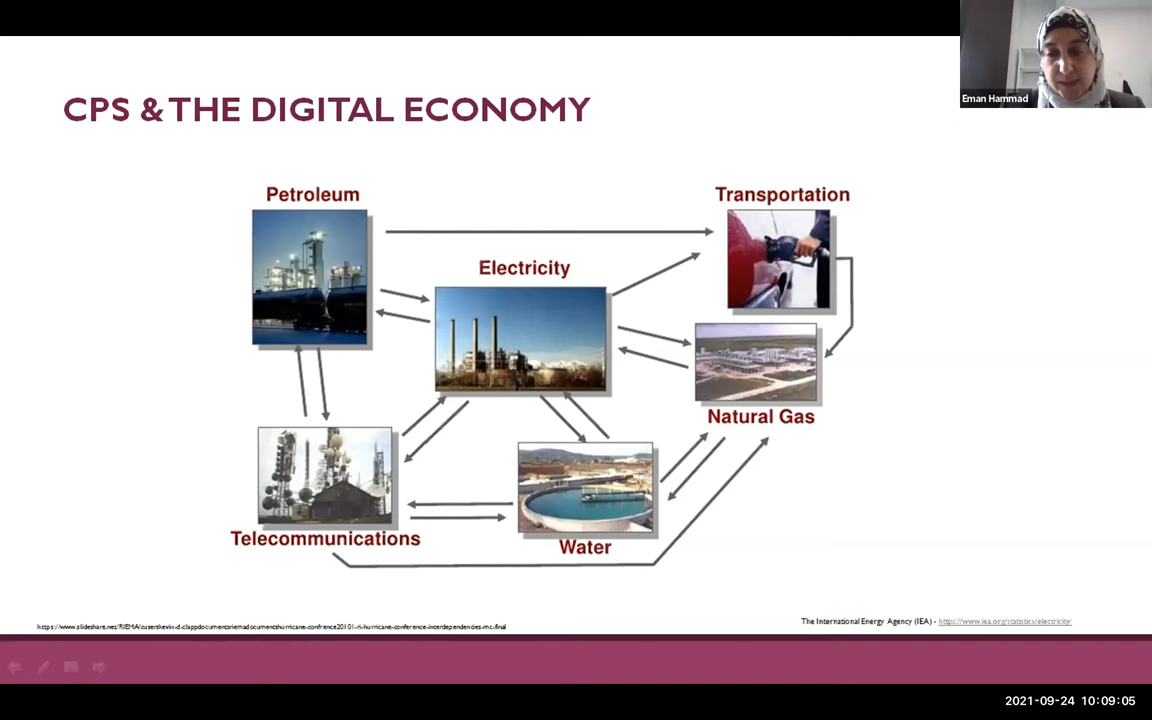 Eman Hammad
CPS & THE DIGITAL ECONOMY
Petroleum
Transportation
Electricity
Natural Gas
Telecommunications
Water
The International Energy Agency (IEA) - https://www.iea.org/statistics/electricity/
2021-09-24 10:09:05